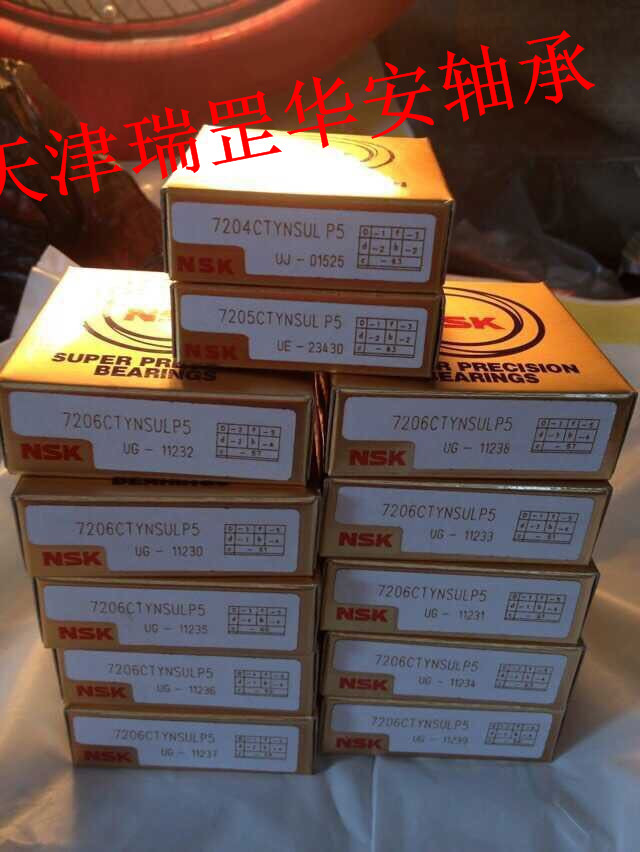 天津瑞罡华安轴承
7204CTYNSUL P5
NSK
UJ - 01525
7205CTYNSUL P5
NSK
UE - 23430
NSK
SUPER PRECISION
BEARINGS
7206CTYNSULP5
NSK
UG - 11232
BEARINGS
7206CTYNSULP5
NSK
UG - 11230
7206CTYNSULP5
NSK
UG - 11235
7206CTYNSULP5
NSK
UG - 11236
7206CTYNSULP5
NSK
UG - 11237
NSK
PRECISION
BEARINGS
7206CTYNSULP5
NSK
UG - 11238
7206CTYNSULP5
NSK
UG - 11233
7206CTYNSULP5
NSK
UG - 11231
7206CTYNSULP5
NSK
UG - 11234
7206CTYNSULP5
NSK
UG - 11239